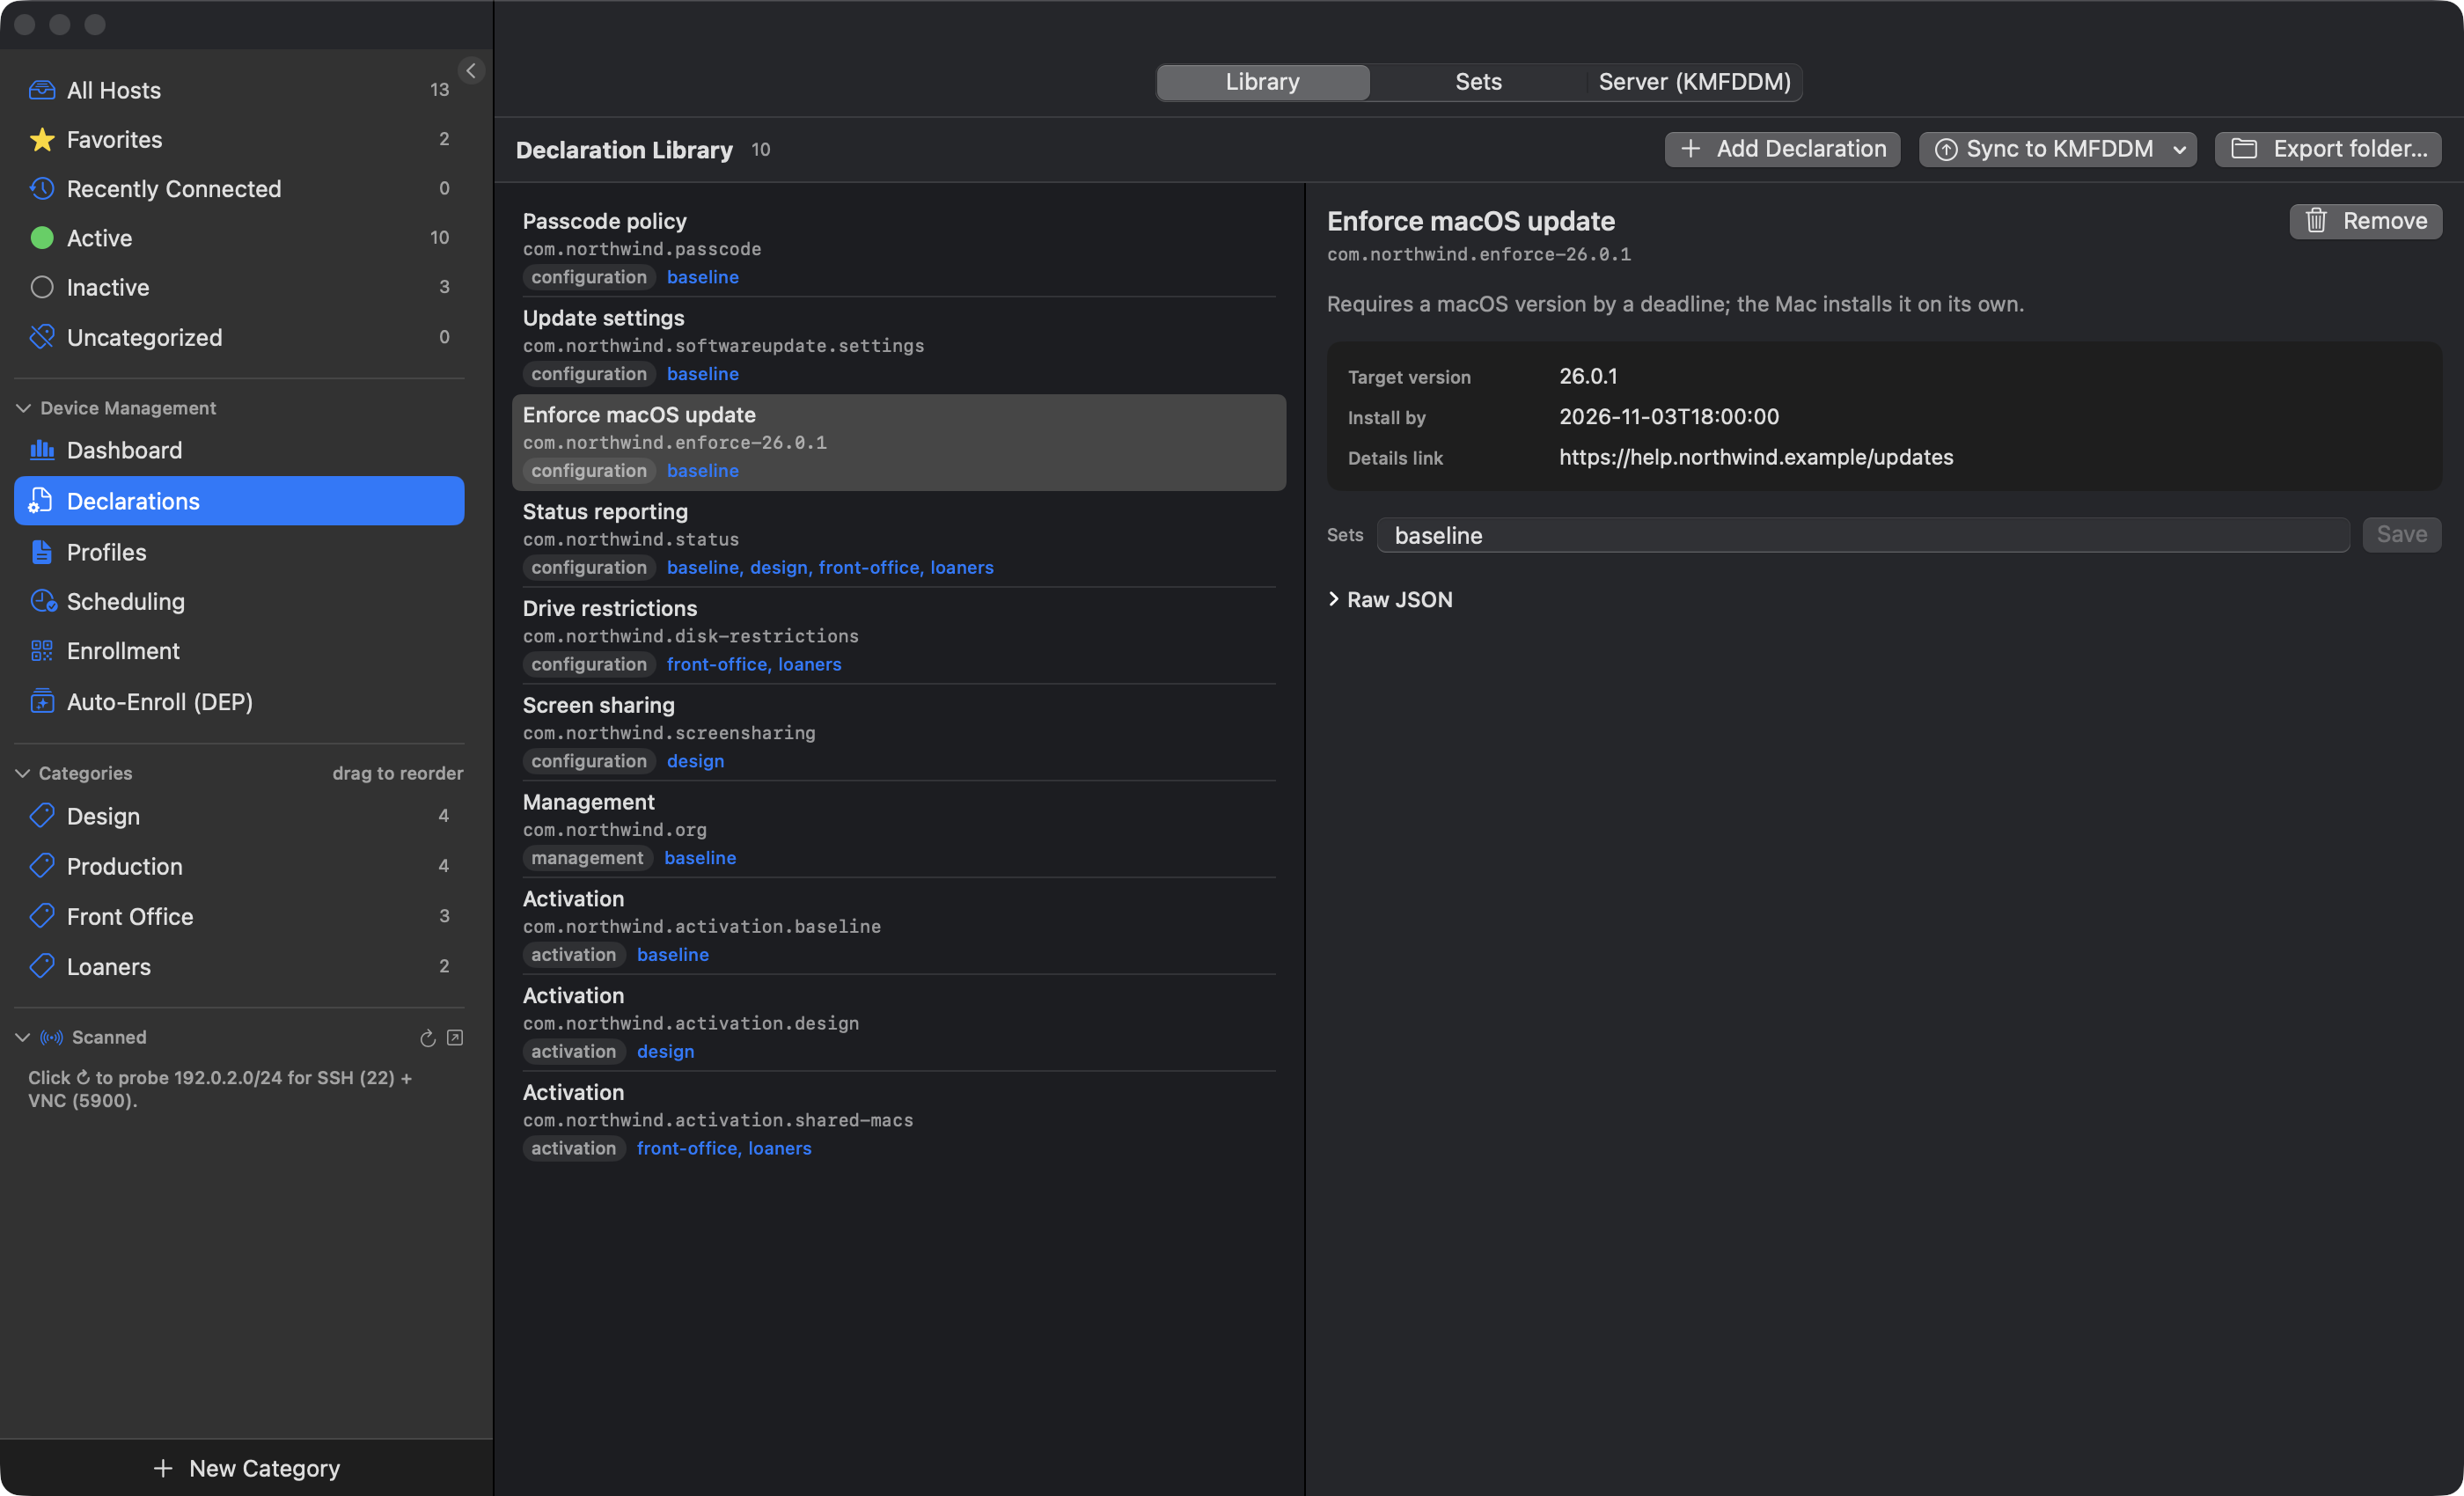 All Hosts 13
Favorites 2
Recently Connected 0
Active 10
Inactive 3
Uncategorized 0
Device Management
Dashboard
Declarations
Profiles
Scheduling
Enrollment
Auto-Enroll (DEP)
Categories drag to reorder
Design 4
Production 4
Front Office 3
Loaners 2
Scanned
Click ↻ to probe 192.0.2.0/24 for SSH (22) +
VNC (5900).
+ New Category
Library Sets Server (KMFDDM)
Declaration Library 10
+ Add Declaration Sync to KMFDDM Export folder...
Passcode policy
com.northwind.passcode
configuration baseline
Update settings
com.northwind.softwareupdate.settings
configuration baseline
Enforce macOS update
com.northwind.enforce-26.0.1
configuration baseline
Status reporting
com.northwind.status
configuration baseline, design, front-office, loaners
Drive restrictions
com.northwind.disk-restrictions
configuration front-office, loaners
Screen sharing
com.northwind.screensharing
configuration design
Management
com.northwind.org
management baseline
Activation
com.northwind.activation.baseline
activation baseline
Activation
com.northwind.activation.design
activation design
Activation
com.northwind.activation.shared-macs
activation front-office, loaners
Enforce macOS update Remove
com.northwind.enforce-26.0.1
Requires a macOS version by a deadline; the Mac installs it on its own.
Target version 26.0.1
Install by 2026-11-03T18:00:00
Details link https://help.northwind.example/updates
Sets baseline Save
Raw JSON